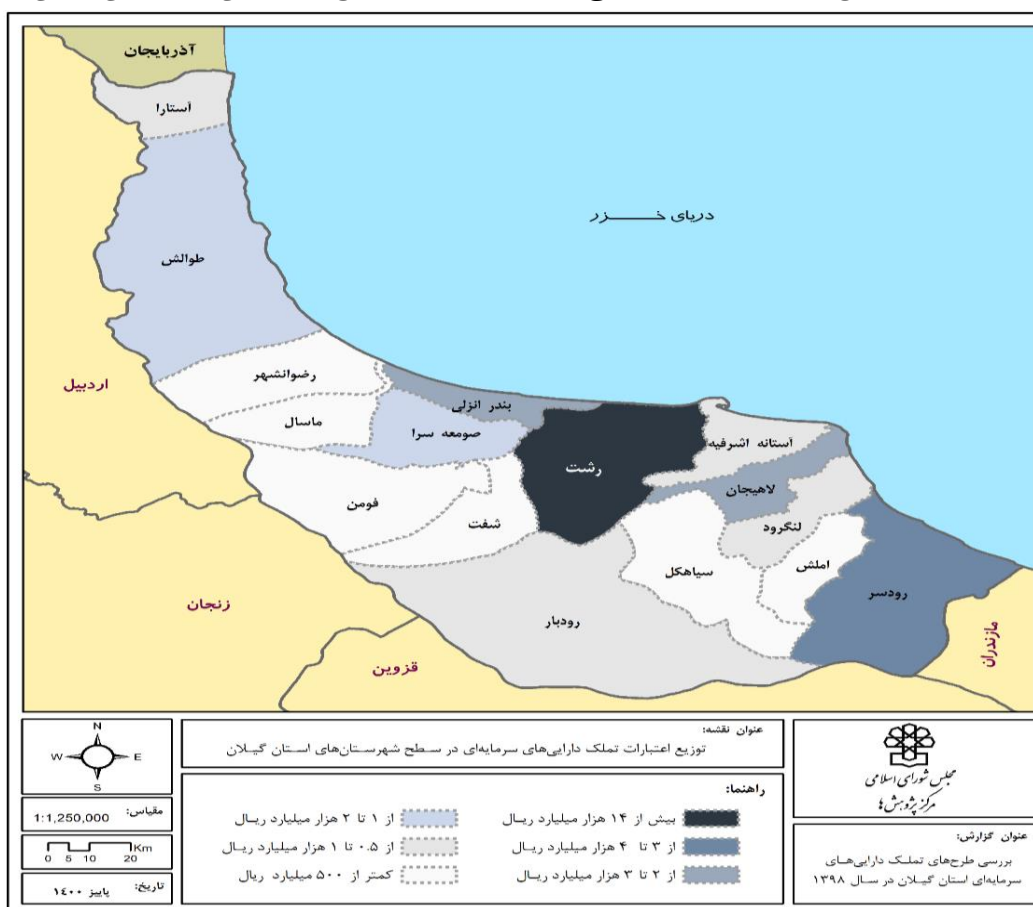 آذربایجان
آستارا
دریای خزر
طوالش
اردبیل
رضوانشهر
بندر انزلی
ماسال
صومعه سرا
آستانه اشرفیه
رشت
لاهیجان
فومن
شفت
لنگرود
املش
سیاهکل
رودسر
رودبار
زنجان
قزوین
مازندران
N
W
E
S
عنوان نقشه:
توزیع اعتبارات تملک دارایی‌های سرمایه‌ای در سطح شهرستان‌های استان گیلان
مجلس شورای اسلامی
مرکز پژوهش‌ها
راهنما:
بیش از ۱۴ هزار میلیارد ریال
از ۳ تا ۴ هزار میلیارد ریال
از ۲ تا ۳ هزار میلیارد ریال
از ۱ تا ۲ هزار میلیارد ریال
از ۰.۵ تا ۱ هزار میلیارد ریال
کمتر از ۵۰۰ میلیارد ریال
مقیاس:
1:1,250,000
0 5 10 20 Km
تاریخ:
پاییز ۱٤۰۰
عنوان گزارش:
بررسی طرح‌های تملک دارایی‌های
سرمایه‌ای استان گیلان در سال ۱۳۹۸